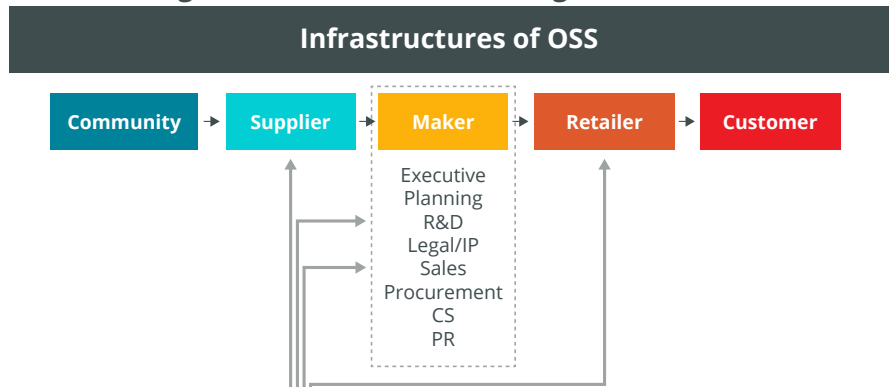 Infrastructures of OSS
Community
Supplier
Maker
Retailer
Customer
Executive
Planning
R&D
Legal/IP
Sales
Procurement
CS
PR